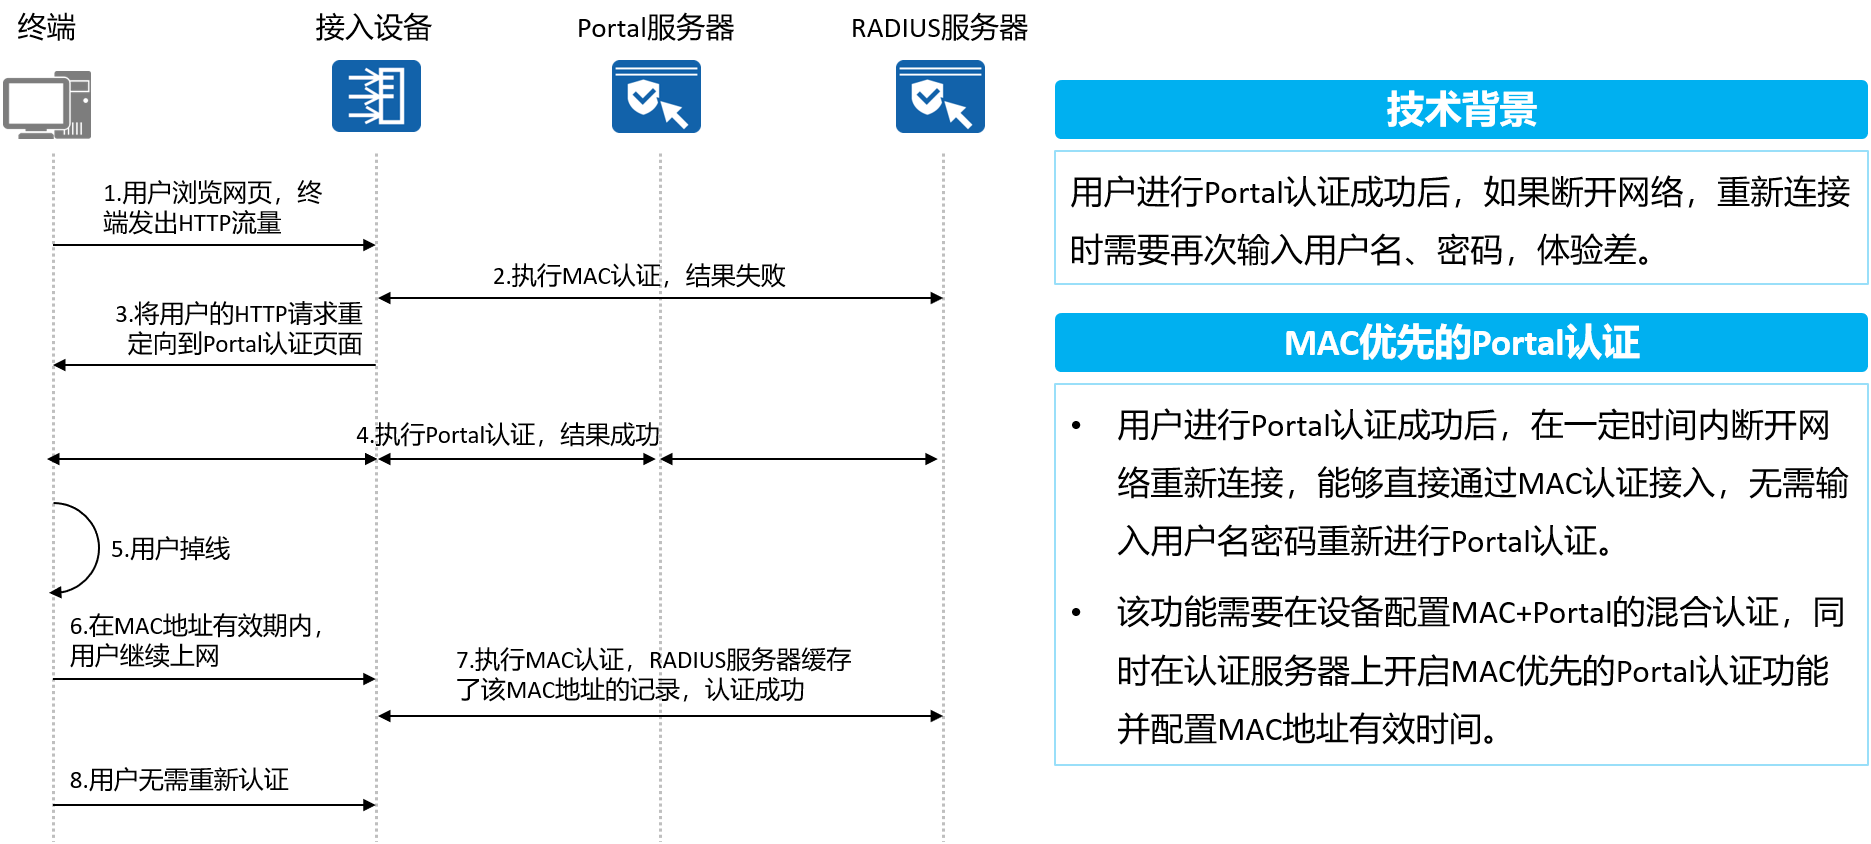 终端
接入设备
Portal服务器
RADIUS服务器
1.用户浏览网页，终
端发出HTTP流量
2.执行MAC认证，结果失败
3.将用户的HTTP请求重
定向到Portal认证页面
4.执行Portal认证，结果成功
5.用户掉线
6.在MAC地址有效期内，
用户继续上网
7.执行MAC认证，RADIUS服务器缓存
了该MAC地址的记录，认证成功
8.用户无需重新认证
技术背景
用户进行Portal认证成功后，如果断开网络，重新连接
时需要再次输入用户名、密码，体验差。
MAC优先的Portal认证
• 用户进行Portal认证成功后，在一定时间内断开网
络重新连接，能够直接通过MAC认证接入，无需输
入用户名密码重新进行Portal认证。
• 该功能需要在设备配置MAC+Portal的混合认证，同
时在认证服务器上开启MAC优先的Portal认证功能
并配置MAC地址有效时间。